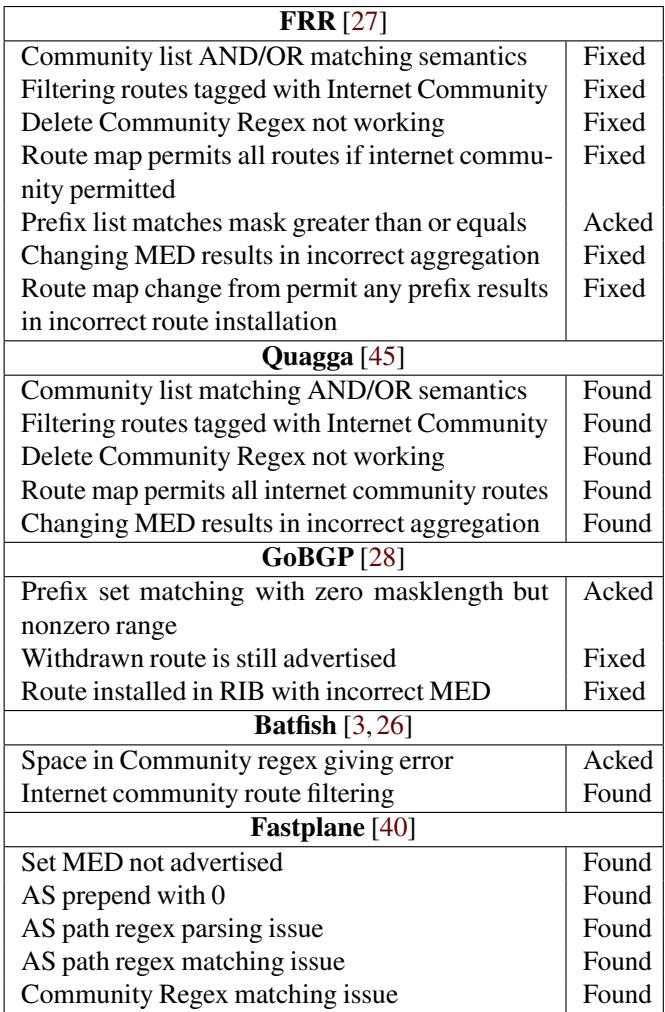 FRR [27]
Community list AND/OR matching semantics Fixed
Filtering routes tagged with Internet Community Fixed
Delete Community Regex not working Fixed
Route map permits all routes if internet commu- Fixed
nity permitted
Prefix list matches mask greater than or equals Acked
Changing MED results in incorrect aggregation Fixed
Route map change from permit any prefix results Fixed
in incorrect route installation
Quagga [45]
Community list matching AND/OR semantics Found
Filtering routes tagged with Internet Community Found
Delete Community Regex not working Found
Route map permits all internet community routes Found
Changing MED results in incorrect aggregation Found
GoBGP [28]
Prefix set matching with zero masklength but Acked
nonzero range
Withdrawn route is still advertised Fixed
Route installed in RIB with incorrect MED Fixed
Batfish [3, 26]
Space in Community regex giving error Acked
Internet community route filtering Found
Fastplane [40]
Set MED not advertised Found
AS prepend with 0 Found
AS path regex parsing issue Found
AS path regex matching issue Found
Community Regex matching issue Found